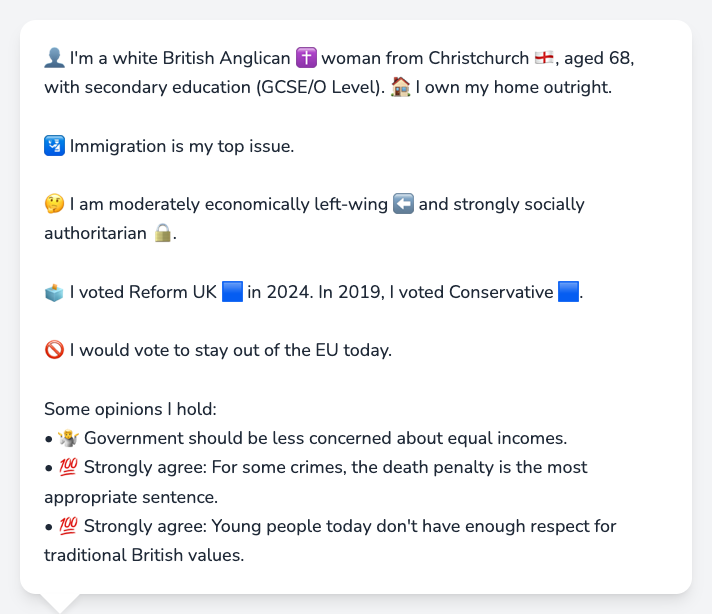 👤 I'm a white British Anglican ✝️ woman from Christchurch 🏴󠁧󠁢󠁥󠁮󠁧󠁿, aged 68,
with secondary education (GCSE/O Level). 🏠 I own my home outright.
🛂 Immigration is my top issue.
🤔 I am moderately economically left-wing ⬅️ and strongly socially
authoritarian 🔒.
🗳️ I voted Reform UK 🟦 in 2024. In 2019, I voted Conservative 🟦.
🚫 I would vote to stay out of the EU today.
Some opinions I hold:
• 🤷 Government should be less concerned about equal incomes.
• 💯 Strongly agree: For some crimes, the death penalty is the most
appropriate sentence.
• 💯 Strongly agree: Young people today don't have enough respect for
traditional British values.